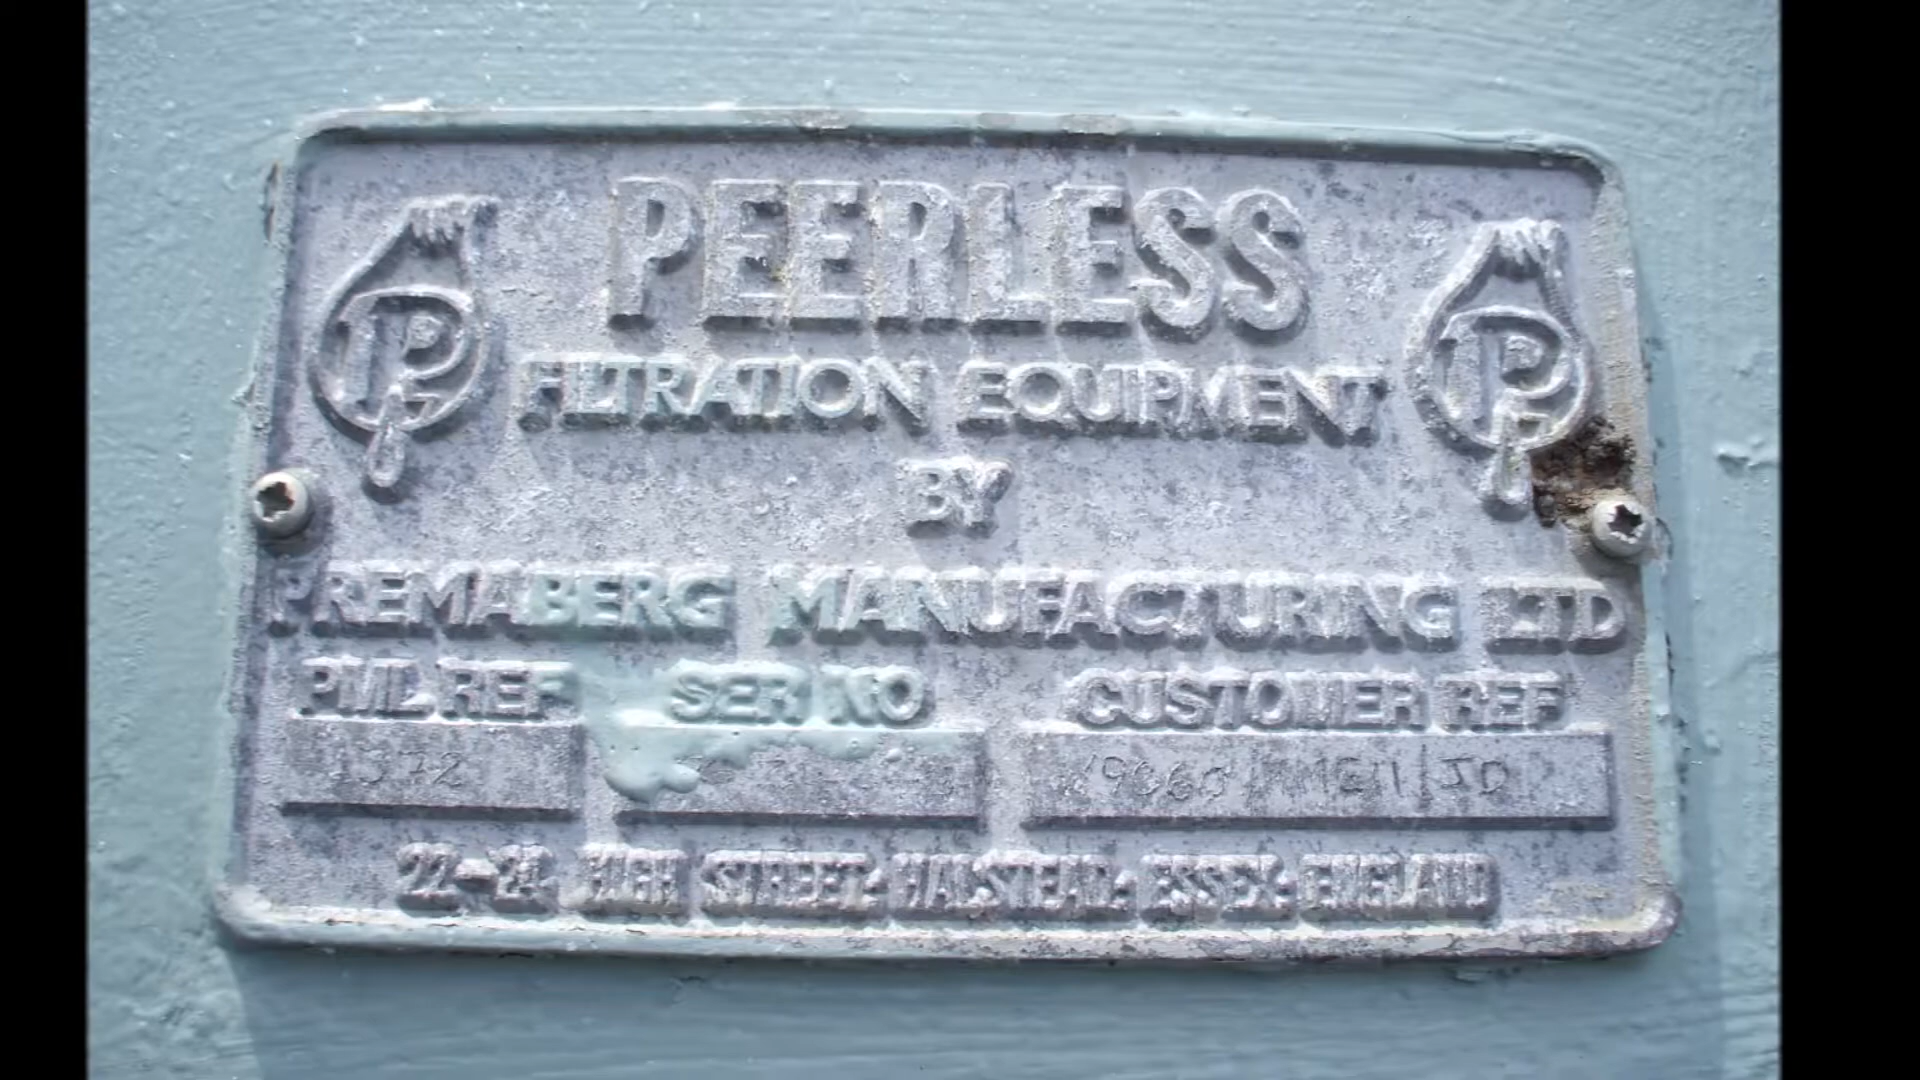 PEERLESS
FILTRATION EQUIPMENT
BY
PREMABERG MANUFACTURING LTD
PML REF SER NO CUSTOMER REF
22-24 HIGH STREET, HALSTEAD, ESSEX, ENGLAND